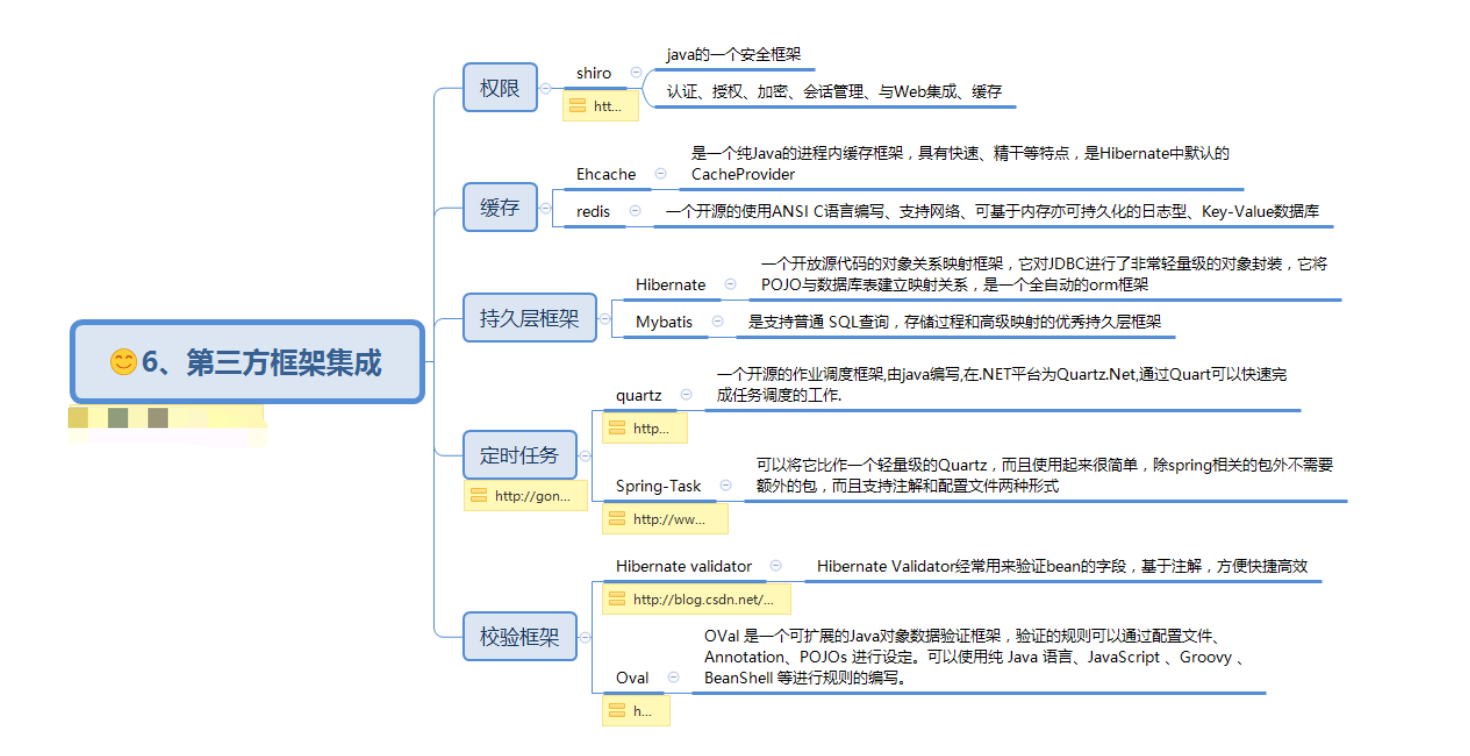 😊6、第三方框架集成
权限
shiro
htt...
java的一个安全框架
认证、授权、加密、会话管理、与Web集成、缓存
缓存
Ehcache
是一个纯Java的进程内缓存框架，具有快速、精干等特点，是Hibernate中默认的
CacheProvider
redis
一个开源的使用ANSI C语言编写、支持网络、可基于内存亦可持久化的日志型、Key-Value数据库
持久层框架
Hibernate
一个开放源代码的对象关系映射框架，它对JDBC进行了非常轻量级的对象封装，它将
POJO与数据库表建立映射关系，是一个全自动的orm框架
Mybatis
是支持普通 SQL查询，存储过程和高级映射的优秀持久层框架
定时任务
http://gon...
quartz
http...
一个开源的作业调度框架,由java编写,在.NET平台为Quartz.Net,通过Quart可以快速完
成任务调度的工作.
Spring-Task
http://ww...
可以将它比作一个轻量级的Quartz，而且使用起来很简单，除spring相关的包外不需要
额外的包，而且支持注解和配置文件两种形式
校验框架
Hibernate validator
http://blog.csdn.net/...
Hibernate Validator经常用来验证bean的字段，基于注解，方便快捷高效
Oval
h...
OVal 是一个可扩展的Java对象数据验证框架，验证的规则可以通过配置文件、
Annotation、POJOs 进行设定。可以使用纯 Java 语言、JavaScript 、Groovy 、
BeanShell 等进行规则的编写。